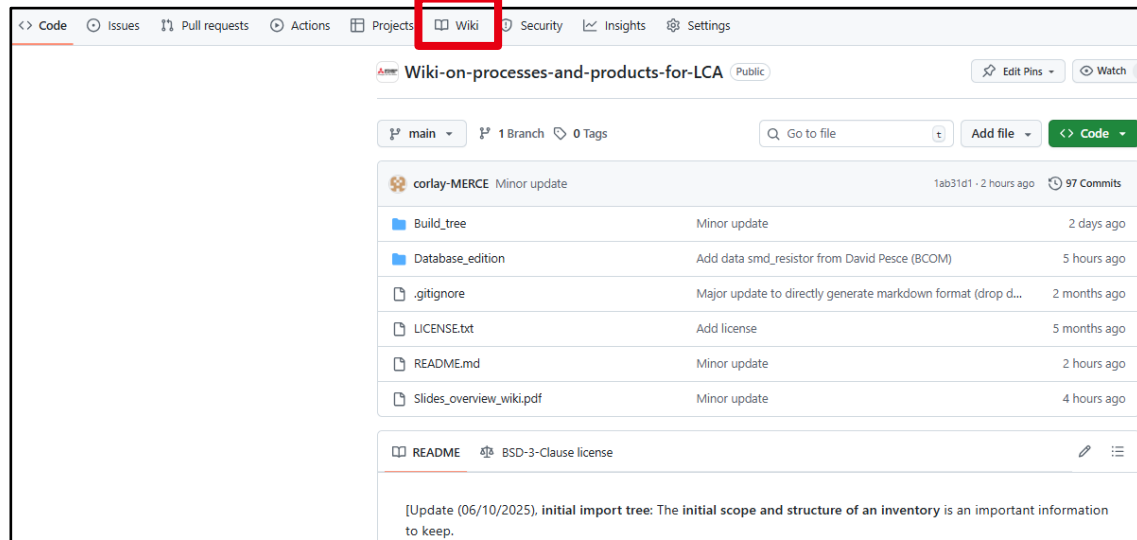 Code Issues Pull requests Actions Projects Wiki Security Insights Settings
Wiki-on-processes-and-products-for-LCA Public Edit Pins Watch
main 1 Branch 0 Tags Go to file t Add file Code
corlay-MERCE Minor update 1ab31d1 · 2 hours ago 97 Commits
Build_tree Minor update 2 days ago
Database_edition Add data smd_resistor from David Pesce (BCOM) 5 hours ago
.gitignore Major update to directly generate markdown format (drop d... 2 months ago
LICENSE.txt Add license 5 months ago
README.md Minor update 2 hours ago
Slides_overview_wiki.pdf Minor update 4 hours ago
README BSD-3-Clause license
[Update (06/10/2025), initial import tree: The initial scope and structure of an inventory is an important information
to keep.